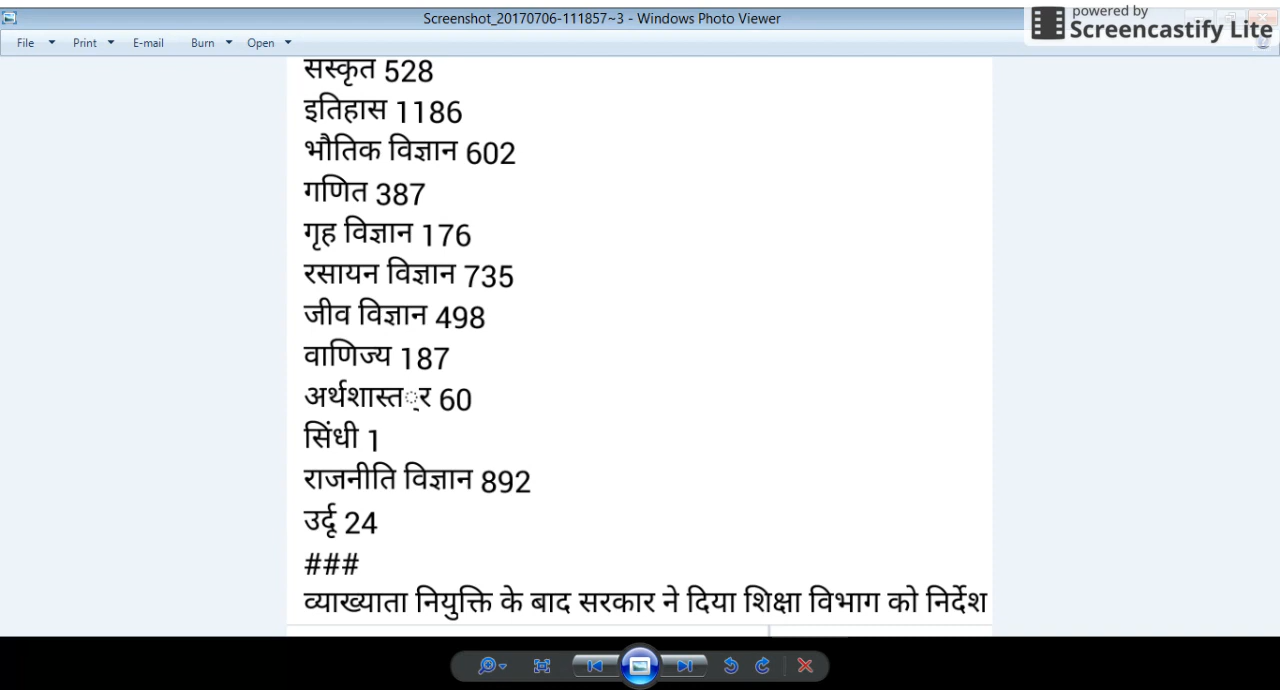 Screenshot_20170706-111857~3 - Windows Photo Viewer
powered by
Screencastify Lite
File Print E-mail Burn Open
सस्कृत 528
इतिहास 1186
भौतिक विज्ञान 602
गणित 387
गृह विज्ञान 176
रसायन विज्ञान 735
जीव विज्ञान 498
वाणिज्य 187
अर्थशास्त्र 60
सिंधी 1
राजनीति विज्ञान 892
उर्दू 24
###
व्याख्याता नियुक्ति के बाद सरकार ने दिया शिक्षा विभाग को निर्देश